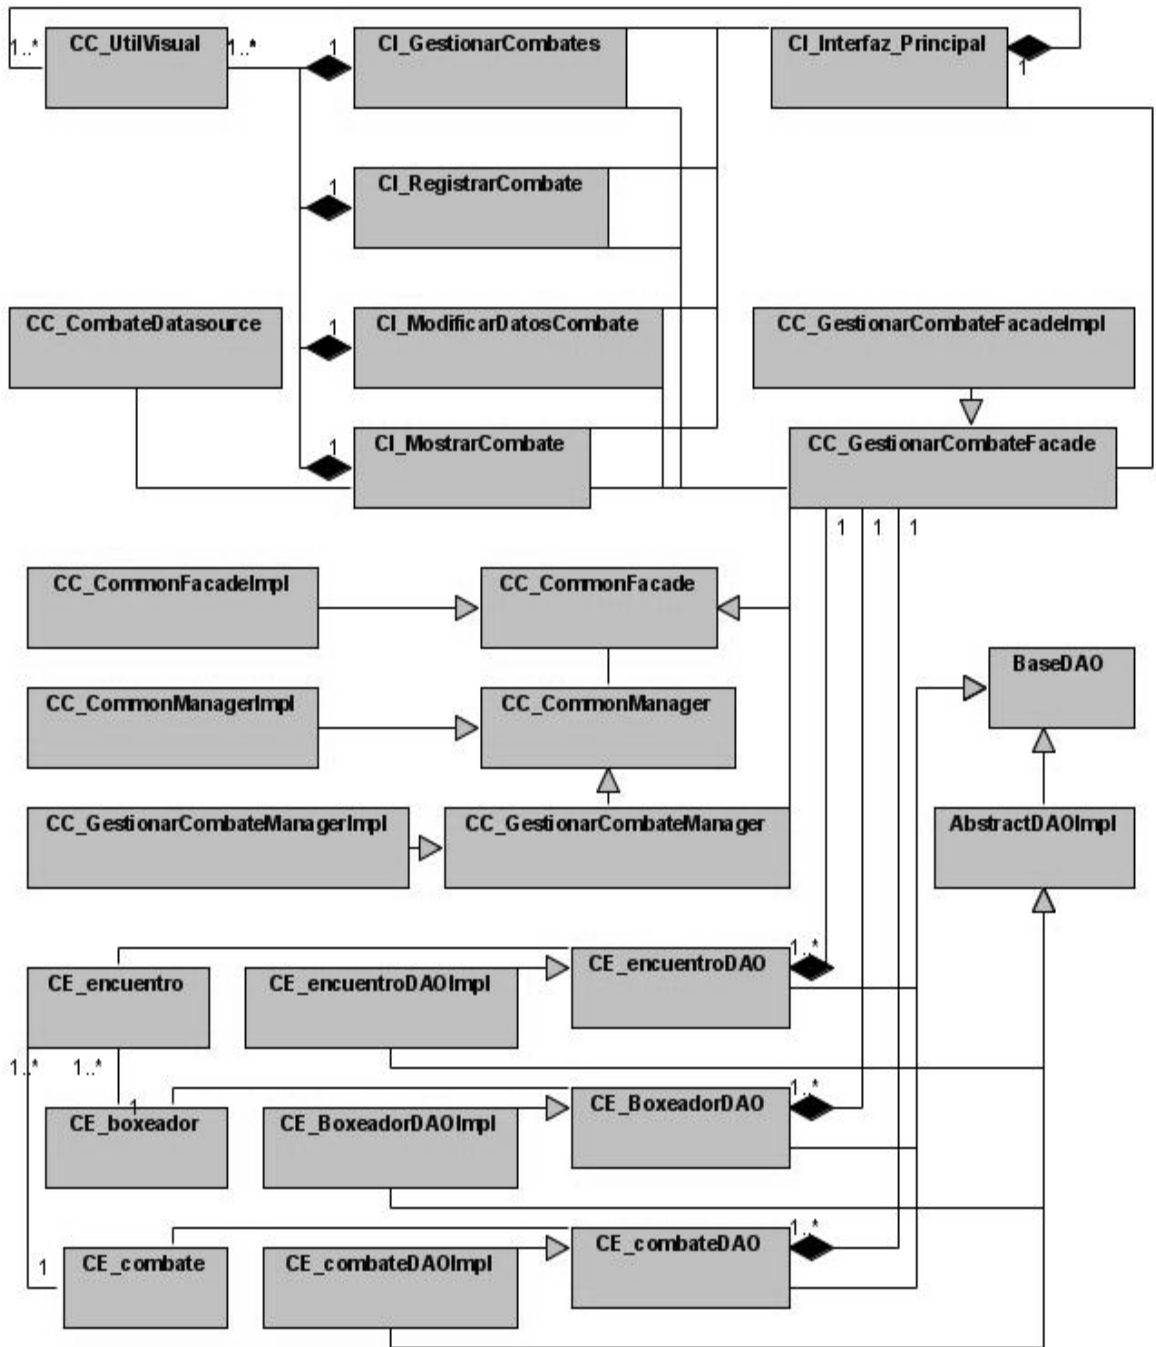 1..*
CC_UtilVisual
1..*
1
CI_GestionarCombates
CI_Interfaz_Principal
1
1
CI_RegistrarCombate
CC_CombateDatasource
1
CI_ModificarDatosCombate
CC_GestionarCombateFacadeImpl
1
CI_MostrarCombate
CC_GestionarCombateFacade
1
1
1
CC_CommonFacadeImpl
CC_CommonFacade
BaseDAO
CC_CommonManagerImpl
CC_CommonManager
CC_GestionarCombateManagerImpl
CC_GestionarCombateManager
AbstractDAOImpl
1..*
CE_encuentro
CE_encuentroDAOImpl
CE_encuentroDAO
1..*
1..*
1..*
1
CE_boxeador
CE_BoxeadorDAOImpl
CE_BoxeadorDAO
1..*
1
CE_combate
CE_combateDAOImpl
CE_combateDAO